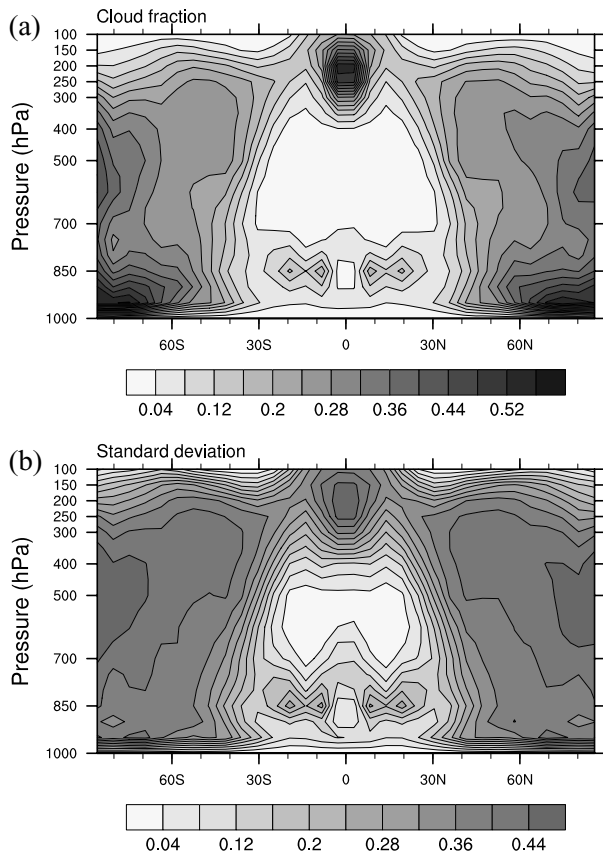 (a)
Cloud fraction
100
150
200
250
300
400
500
700
850
1000
Pressure (hPa)
60S 30S 0 30N 60N
0.04 0.12 0.2 0.28 0.36 0.44 0.52
(b)
Standard deviation
100
150
200
250
300
400
500
700
850
1000
Pressure (hPa)
60S 30S 0 30N 60N
0.04 0.12 0.2 0.28 0.36 0.44